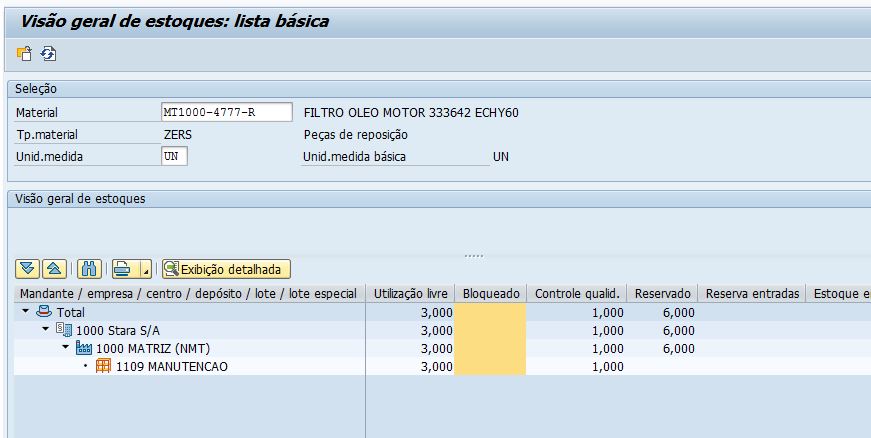 Visão geral de estoques: lista básica
Seleção
Material MT1000-4777-R FILTRO OLEO MOTOR 333642 ECHY60
Tp.material ZERS Peças de reposição
Unid.medida UN Unid.medida básica UN
Visão geral de estoques
Exibição detalhada
Mandante / empresa / centro / depósito / lote / lote especial Utilização livre Bloqueado Controle qualid. Reservado Reserva entradas Estoque e
Total 3,000 1,000 6,000
1000 Stara S/A 3,000 1,000 6,000
1000 MATRIZ (NMT) 3,000 1,000 6,000
1109 MANUTENCAO 3,000 1,000